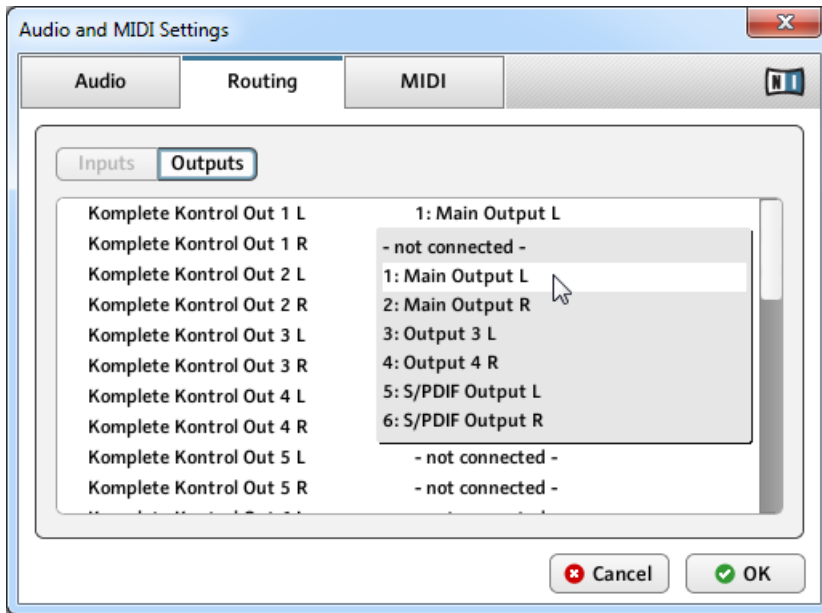 Audio and MIDI Settings
Audio Routing MIDI
Inputs Outputs
Komplete Kontrol Out 1 L 1: Main Output L
Komplete Kontrol Out 1 R - not connected -
Komplete Kontrol Out 2 L 1: Main Output L
Komplete Kontrol Out 2 R 2: Main Output R
Komplete Kontrol Out 3 L 3: Output 3 L
Komplete Kontrol Out 3 R 4: Output 4 R
Komplete Kontrol Out 4 L 5: S/PDIF Output L
Komplete Kontrol Out 4 R 6: S/PDIF Output R
Komplete Kontrol Out 5 L - not connected -
Komplete Kontrol Out 5 R - not connected -
Cancel OK